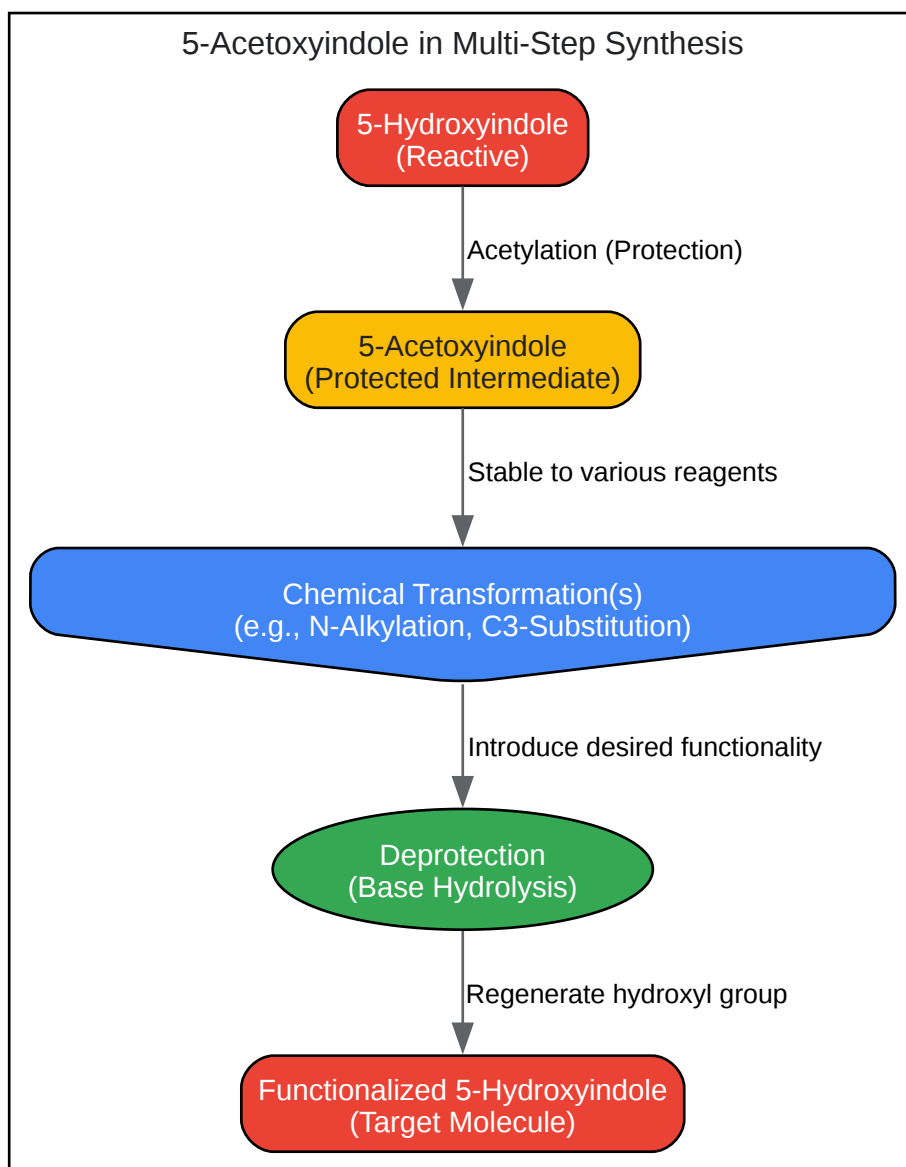 5-Acetoxyindole in Multi-Step Synthesis
5-Hydroxyindole
(Reactive)
Acetylation (Protection)
5-Acetoxyindole
(Protected Intermediate)
Stable to various reagents
Chemical Transformation(s)
(e.g., N-Alkylation, C3-Substitution)
Introduce desired functionality
Deprotection
(Base Hydrolysis)
Regenerate hydroxyl group
Functionalized 5-Hydroxyindole
(Target Molecule)